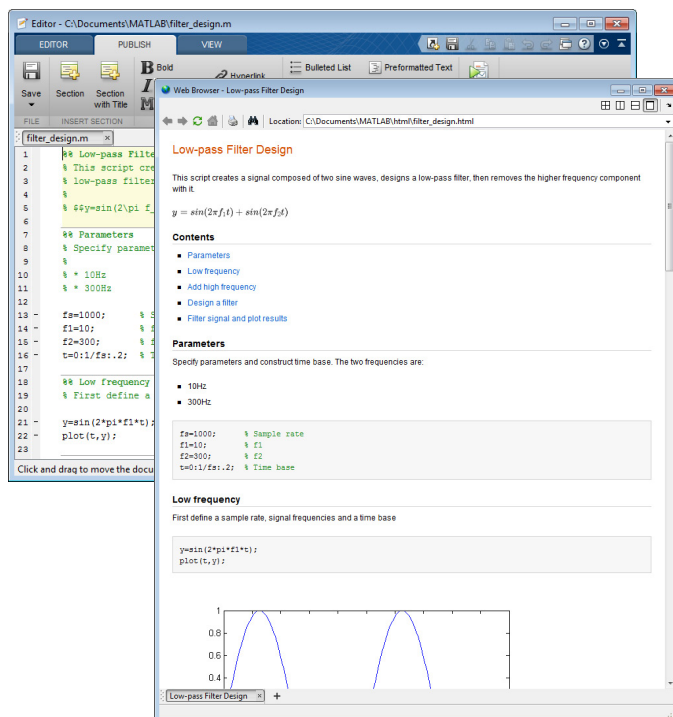 Editor - C:\Documents\MATLAB\filter_design.m
EDITOR PUBLISH VIEW
Save
Section
Section with Title
B Bold
I
M
Hyperlink
Bulleted List
Preformatted Text
FILE INSERT SECTION
filter_design.m ×
1 %% Low-pass Filte
2 % This script cre
3 % low-pass filter
4 %
5 % $$y=sin(2\pi f_
6
7 %% Parameters
8 % Specify paramet
9 %
10 % * 10Hz
11 % * 300Hz
12
13 - fs=1000; % S
14 - f1=10; % f
15 - f2=300; % f
16 - t=0:1/fs:.2; % T
17
18 %% Low frequency
19 % First define a
20
21 - y=sin(2*pi*f1*t);
22 - plot(t,y);
23
Click and drag to move the docu
Web Browser - Low-pass Filter Design
Location: C:\Documents\MATLAB\html\filter_design.html
Low-pass Filter Design
This script creates a signal composed of two sine waves, designs a low-pass filter, then removes the higher frequency component
with it.
y = sin(2πf₁t) + sin(2πf₂t)
Contents
Parameters
Low frequency
Add high frequency
Design a filter
Filter signal and plot results
Parameters
Specify parameters and construct time base. The two frequencies are:
10Hz
300Hz
fs=1000; % Sample rate
f1=10; % f1
f2=300; % f2
t=0:1/fs:.2; % Time base
Low frequency
First define a sample rate, signal frequencies and a time base
y=sin(2*pi*f1*t);
plot(t,y);
1
0.8
0.6
0.4
Low-pass Filter Design × +